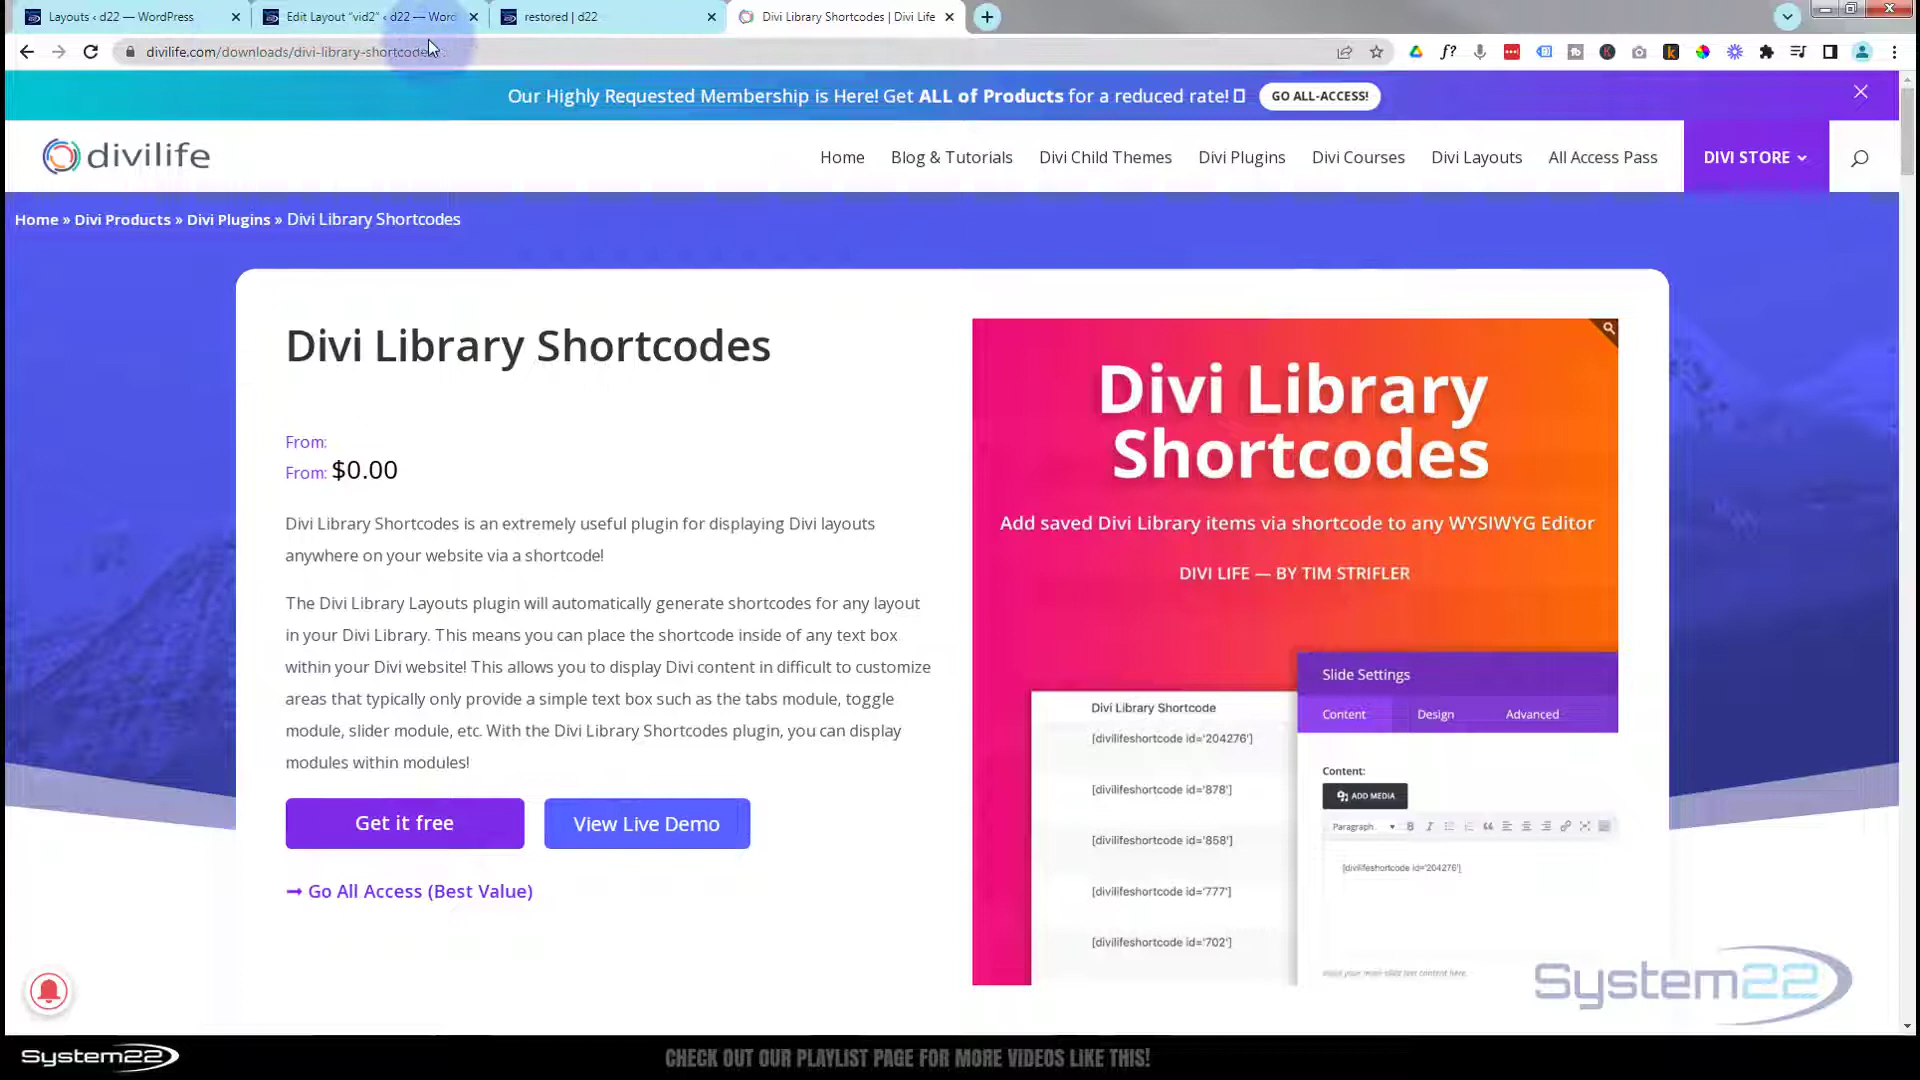 Layouts ‹ d22 — WordPress
Edit Layout "vid2" ‹ d22 — Word
restored | d22
Divi Library Shortcodes | Divi Life
divilife.com/downloads/divi-library-shortcode
Our Highly Requested Membership is Here! Get ALL of Products for a reduced rate!
GO ALL-ACCESS!
divilife
Home
Blog & Tutorials
Divi Child Themes
Divi Plugins
Divi Courses
Divi Layouts
All Access Pass
DIVI STORE
Home » Divi Products » Divi Plugins » Divi Library Shortcodes
Divi Library Shortcodes
From:
From: $0.00
Divi Library Shortcodes is an extremely useful plugin for displaying Divi layouts
anywhere on your website via a shortcode!
The Divi Library Layouts plugin will automatically generate shortcodes for any layout
in your Divi Library. This means you can place the shortcode inside of any text box
within your Divi website! This allows you to display Divi content in difficult to customize
areas that typically only provide a simple text box such as the tabs module, toggle
module, slider module, etc. With the Divi Library Shortcodes plugin, you can display
modules within modules!
Get it free
View Live Demo
Go All Access (Best Value)
Divi Library
Shortcodes
Add saved Divi Library items via shortcode to any WYSIWYG Editor
DIVI LIFE — BY TIM STRIFLER
Divi Library Shortcode
[divilifeshortcode id='204276']
[divilifeshortcode id='878']
[divilifeshortcode id='858']
[divilifeshortcode id='777']
[divilifeshortcode id='702']
Slide Settings
Content
Design
Advanced
Content:
ADD MEDIA
Paragraph
[divilifeshortcode id='204276']
Input your main slide text content here.
System22
System22
CHECK OUT OUR PLAYLIST PAGE FOR MORE VIDEOS LIKE THIS!